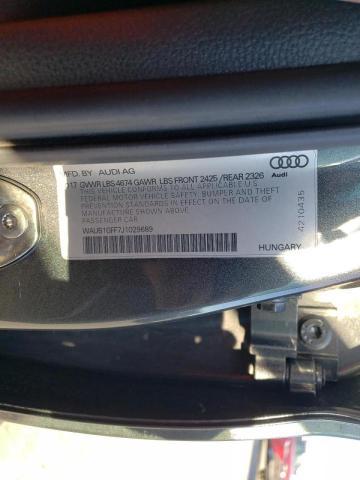 MFD. BY AUDI AG
017 GVWR LBS 4674 GAWR LBS FRONT 2425 / REAR 2326
THIS VEHICLE CONFORMS TO ALL APPLICABLE U.S.
FEDERAL MOTOR VEHICLE SAFETY, BUMPER AND THEFT
PREVENTION STANDARDS IN EFFECT ON THE DATE OF
MANUFACTURE SHOWN ABOVE.
PASSENGER CAR
WAUB1GFF7J1029689
Audi
HUNGARY
4210435